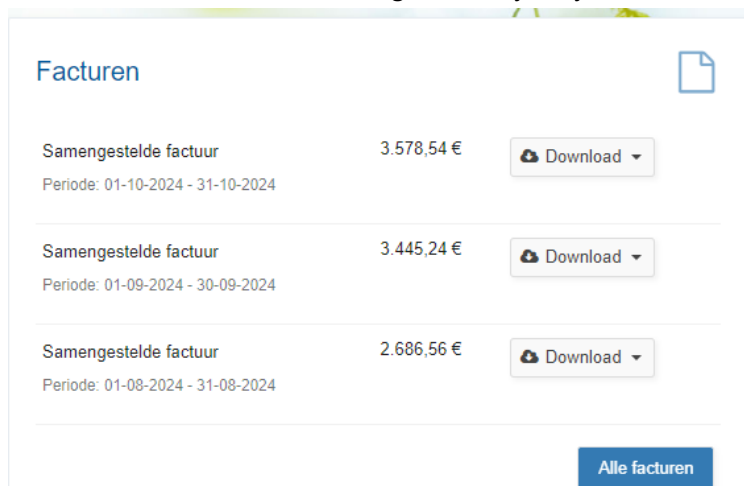 Facturen
Samengestelde factuur 3.578,54 € Download
Periode: 01-10-2024 - 31-10-2024
Samengestelde factuur 3.445,24 € Download
Periode: 01-09-2024 - 30-09-2024
Samengestelde factuur 2.686,56 € Download
Periode: 01-08-2024 - 31-08-2024
Alle facturen